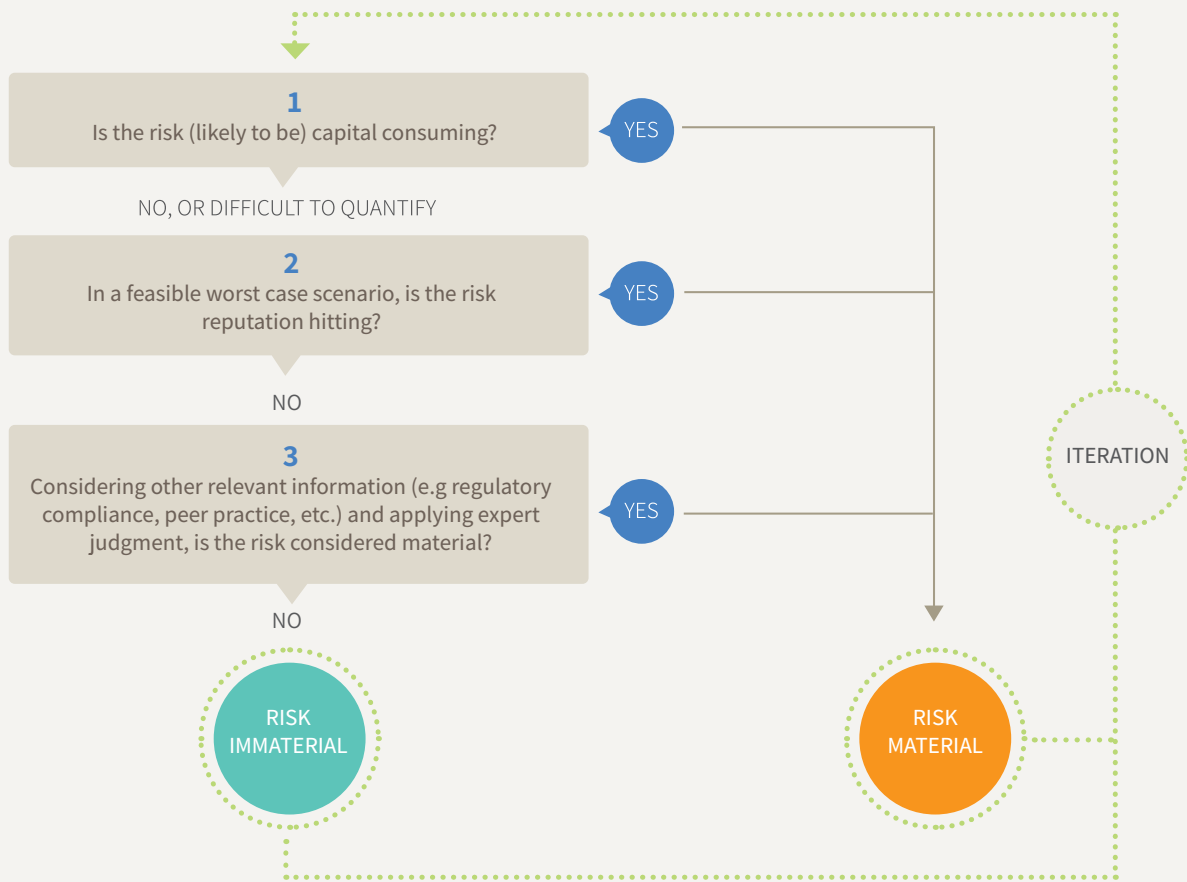 1
Is the risk (likely to be) capital consuming?
YES
NO, OR DIFFICULT TO QUANTIFY
2
In a feasible worst case scenario, is the risk
reputation hitting?
YES
NO
3
Considering other relevant information (e.g regulatory
compliance, peer practice, etc.) and applying expert
judgment, is the risk considered material?
YES
ITERATION
NO
RISK
IMMATERIAL
RISK
MATERIAL